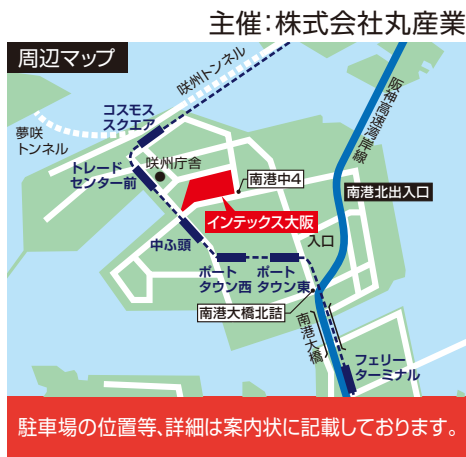 主催:株式会社丸産業
周辺マップ
咲州トンネル
コスモス
スクエア
夢咲
トンネル
阪神高速湾岸線
咲州庁舎
トレード
センター前
南港中4
南港北出入口
インテックス大阪
中ふ頭
入口
ポート
タウン西
ポート
タウン東
南港大橋北詰
南港大橋
フェリー
ターミナル
駐車場の位置等、詳細は案内状に記載しております。